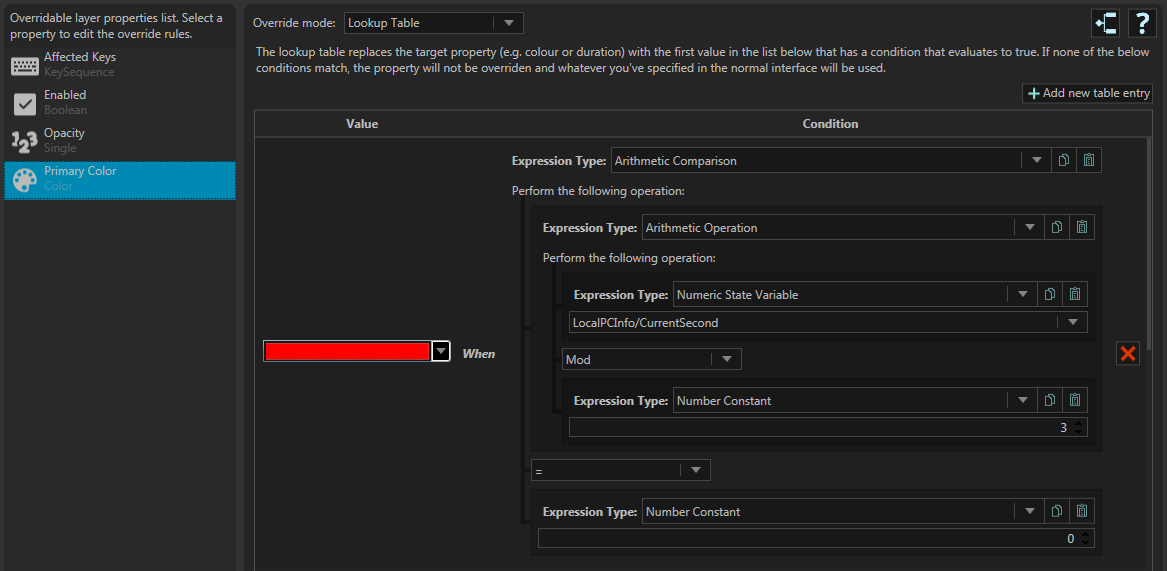 Overridable layer properties list. Select a
property to edit the override rules.
Affected Keys
KeySequence
Enabled
Boolean
123
Opacity
Single
Primary Color
Color
Override mode: Lookup Table
?
The lookup table replaces the target property (e.g. colour or duration) with the first value in the list below that has a condition that evaluates to true. If none of the below
conditions match, the property will not be overriden and whatever you've specified in the normal interface will be used.
Add new table entry
Value Condition
When
Expression Type: Arithmetic Comparison
Perform the following operation:
Expression Type: Arithmetic Operation
Perform the following operation:
Expression Type: Numeric State Variable
LocalPCInfo/CurrentSecond
Mod
Expression Type: Number Constant
3
=
Expression Type: Number Constant
0